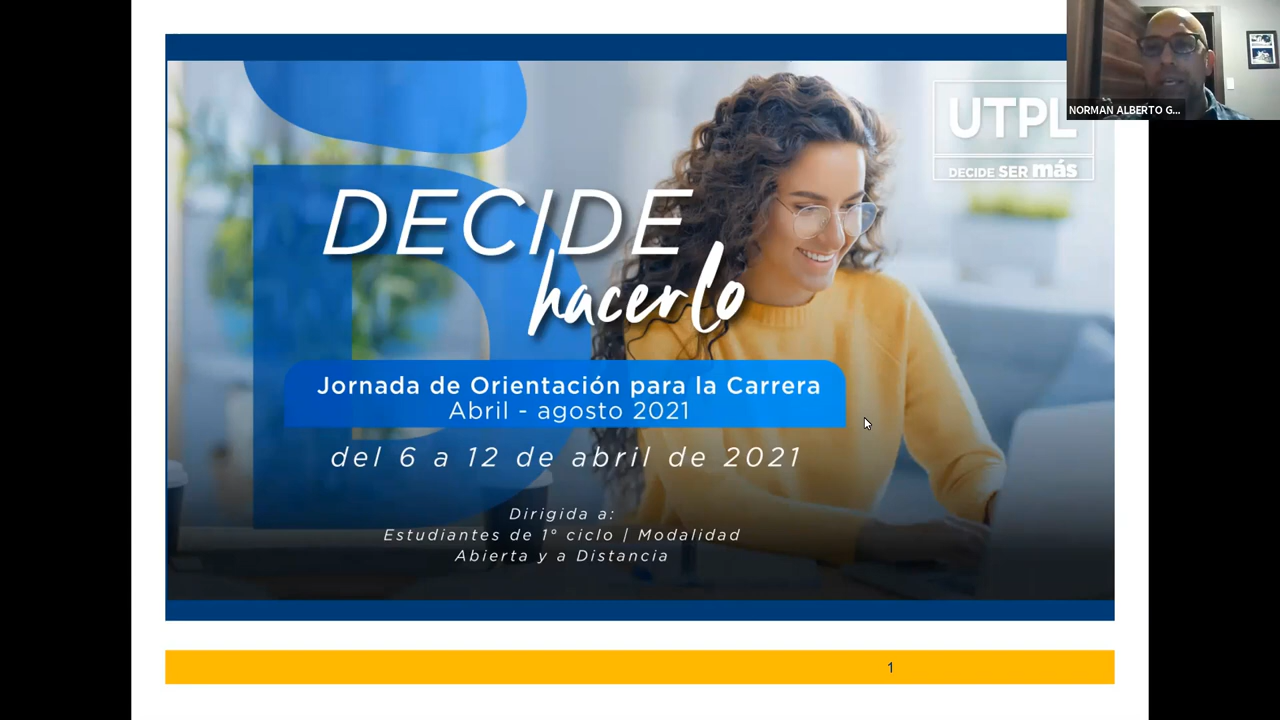 NORMAN ALBERTO G...
UTPL
DECIDE SER más
DECIDE
hacerlo
Jornada de Orientación para la Carrera
Abril - agosto 2021
del 6 a 12 de abril de 2021
Dirigida a:
Estudiantes de 1° ciclo | Modalidad
Abierta y a Distancia
1